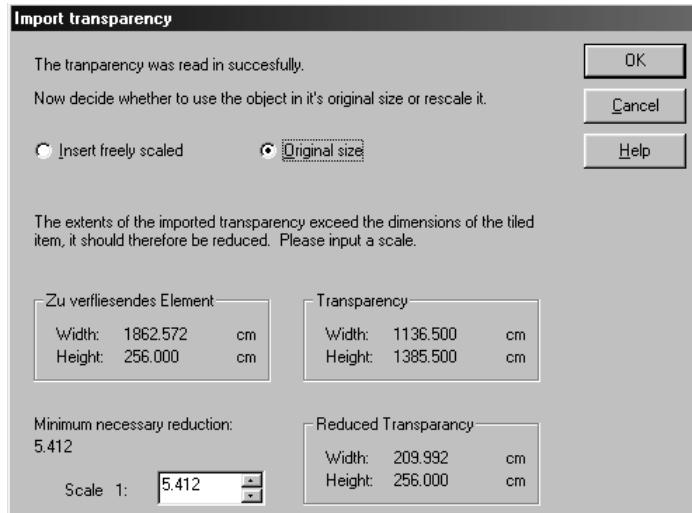 Import transparency
The tranparency was read in succesfully.
Now decide whether to use the object in it's original size or rescale it.
OK
Cancel
Help
Insert freely scaled
Original size
The extents of the imported transparency exceed the dimensions of the tiled
item, it should therefore be reduced. Please input a scale.
Zu verfliesendes Element
Width: 1862.572 cm
Height: 256.000 cm
Transparency
Width: 1136.500 cm
Height: 1385.500 cm
Minimum necessary reduction:
5.412
Scale 1: 5.412
Reduced Transparancy
Width: 209.992 cm
Height: 256.000 cm